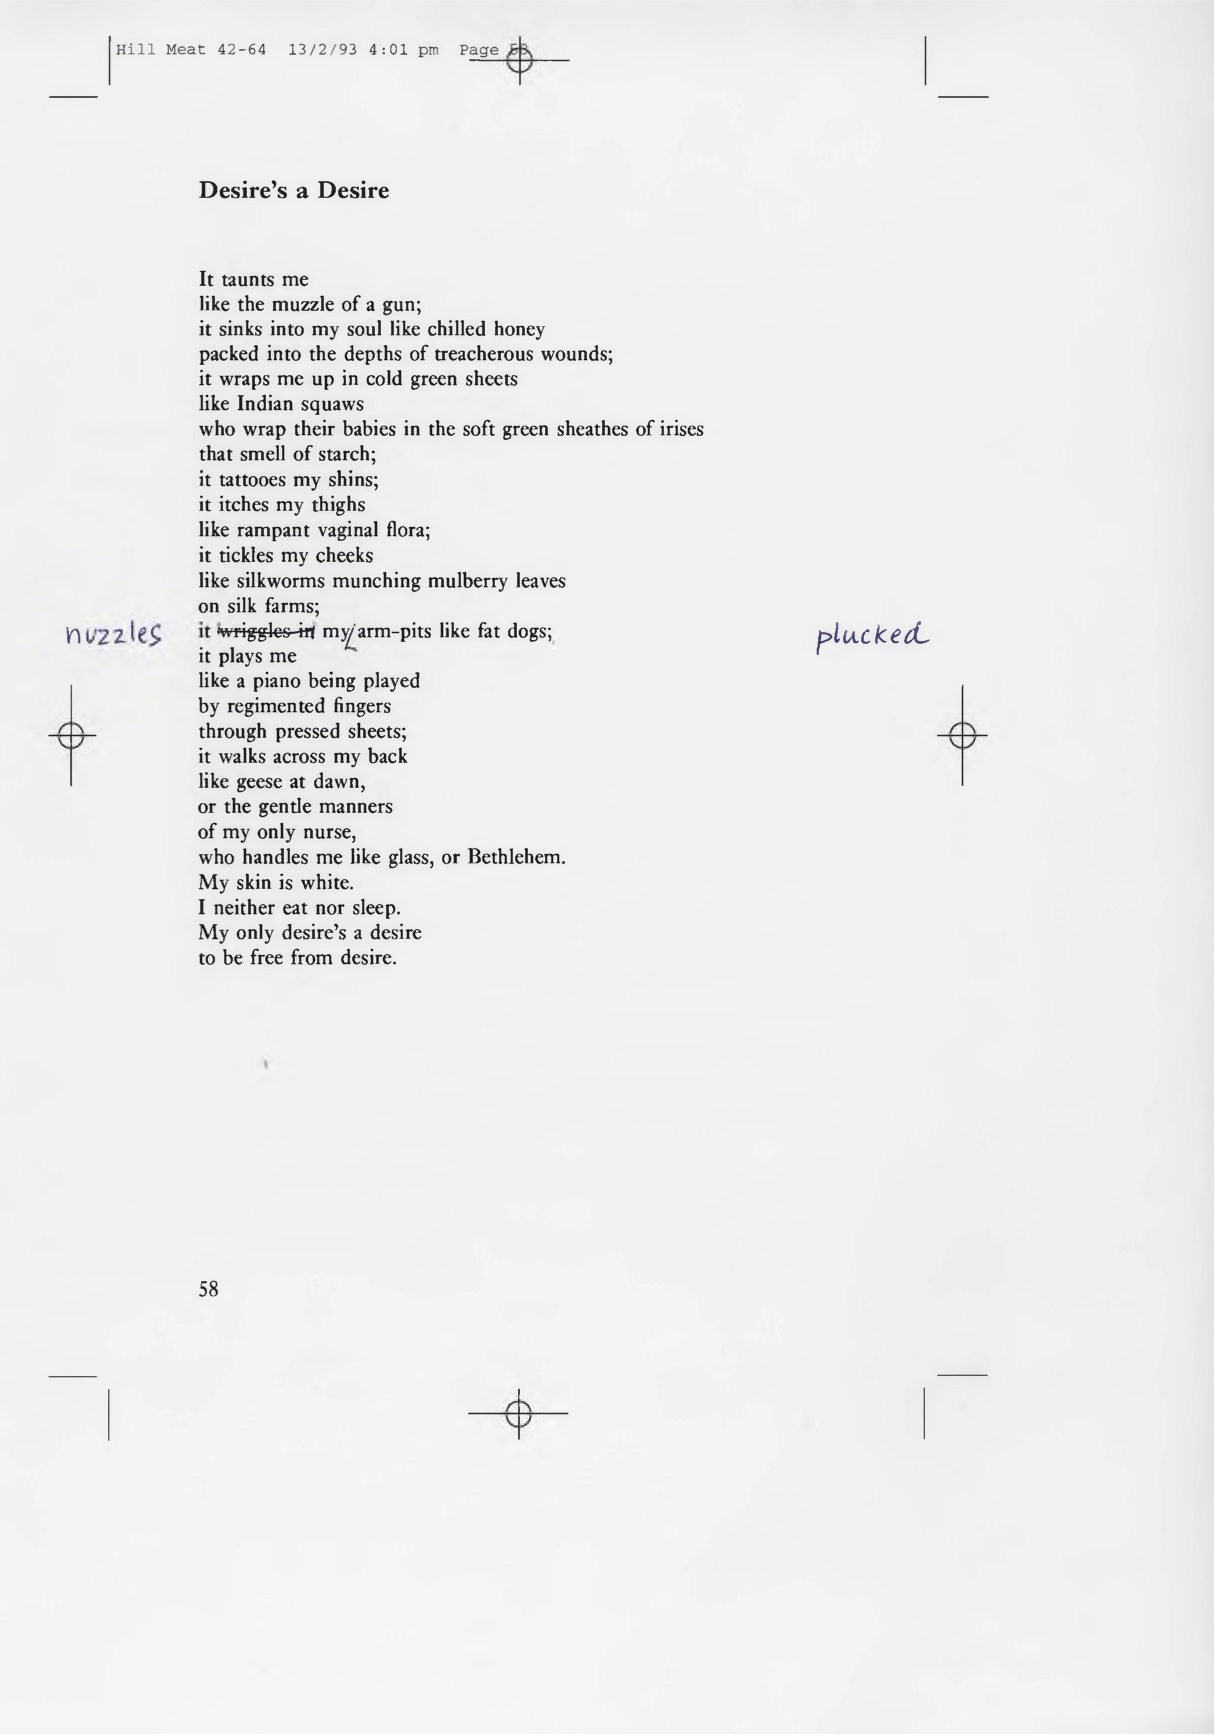 Hill Meat 42-64 13/2/93 4:01 pm Page 58
Desire's a Desire
It taunts me
like the muzzle of a gun;
it sinks into my soul like chilled honey
packed into the depths of treacherous wounds;
it wraps me up in cold green sheets
like Indian squaws
who wrap their babies in the soft green sheathes of irises
that smell of starch;
it tattooes my shins;
it itches my thighs
like rampant vaginal flora;
it tickles my cheeks
like silkworms munching mulberry leaves
on silk farms;
nuzzles it wriggles in my arm-pits like fat dogs; plucked
it plays me
like a piano being played
by regimented fingers
through pressed sheets;
it walks across my back
like geese at dawn,
or the gentle manners
of my only nurse,
who handles me like glass, or Bethlehem.
My skin is white.
I neither eat nor sleep.
My only desire's a desire
to be free from desire.
58